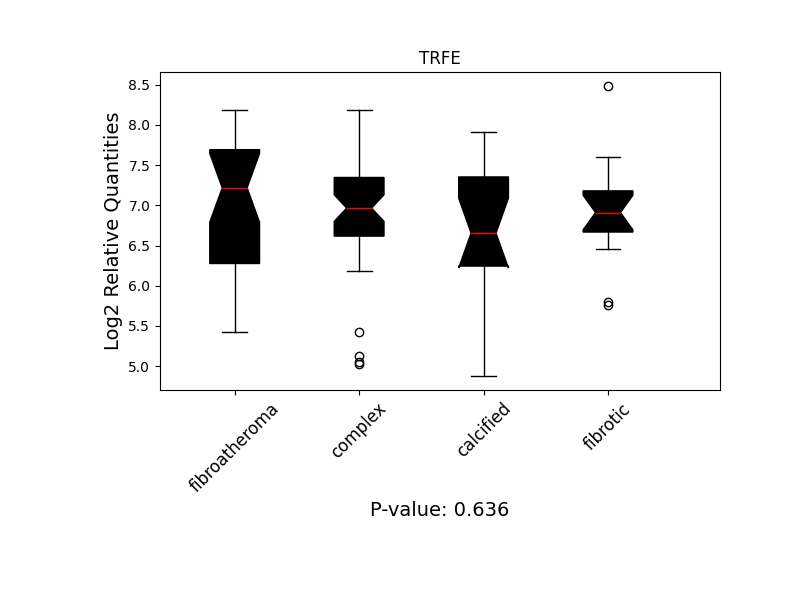 TRFE
Log2 Relative Quantities
8.5
8.0
7.5
7.0
6.5
6.0
5.5
5.0
fibroatheroma
complex
calcified
fibrotic
P-value: 0.636